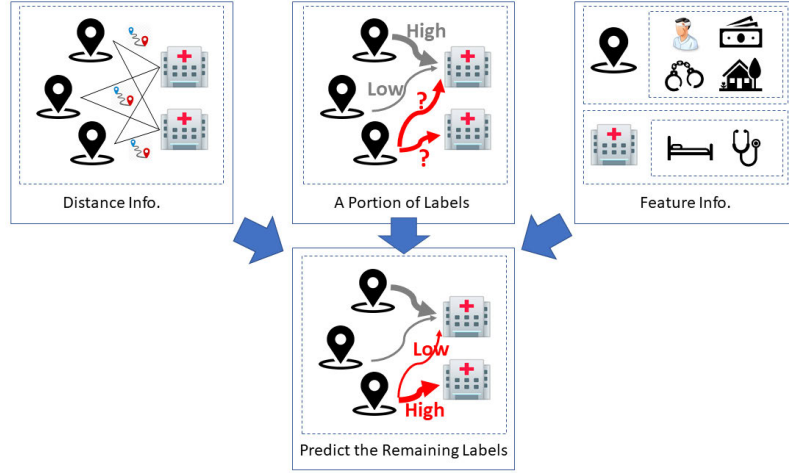 High
Low
?
?
Distance Info.
A Portion of Labels
Feature Info.
Low
High
Predict the Remaining Labels